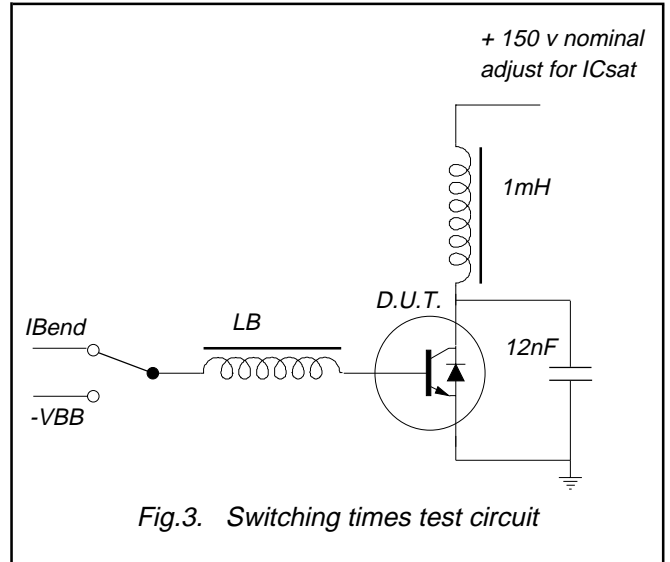 + 150 v nominal
adjust for ICsat
1mH
D.U.T.
IBend
LB
12nF
-VBB
Fig.3. Switching times test circuit